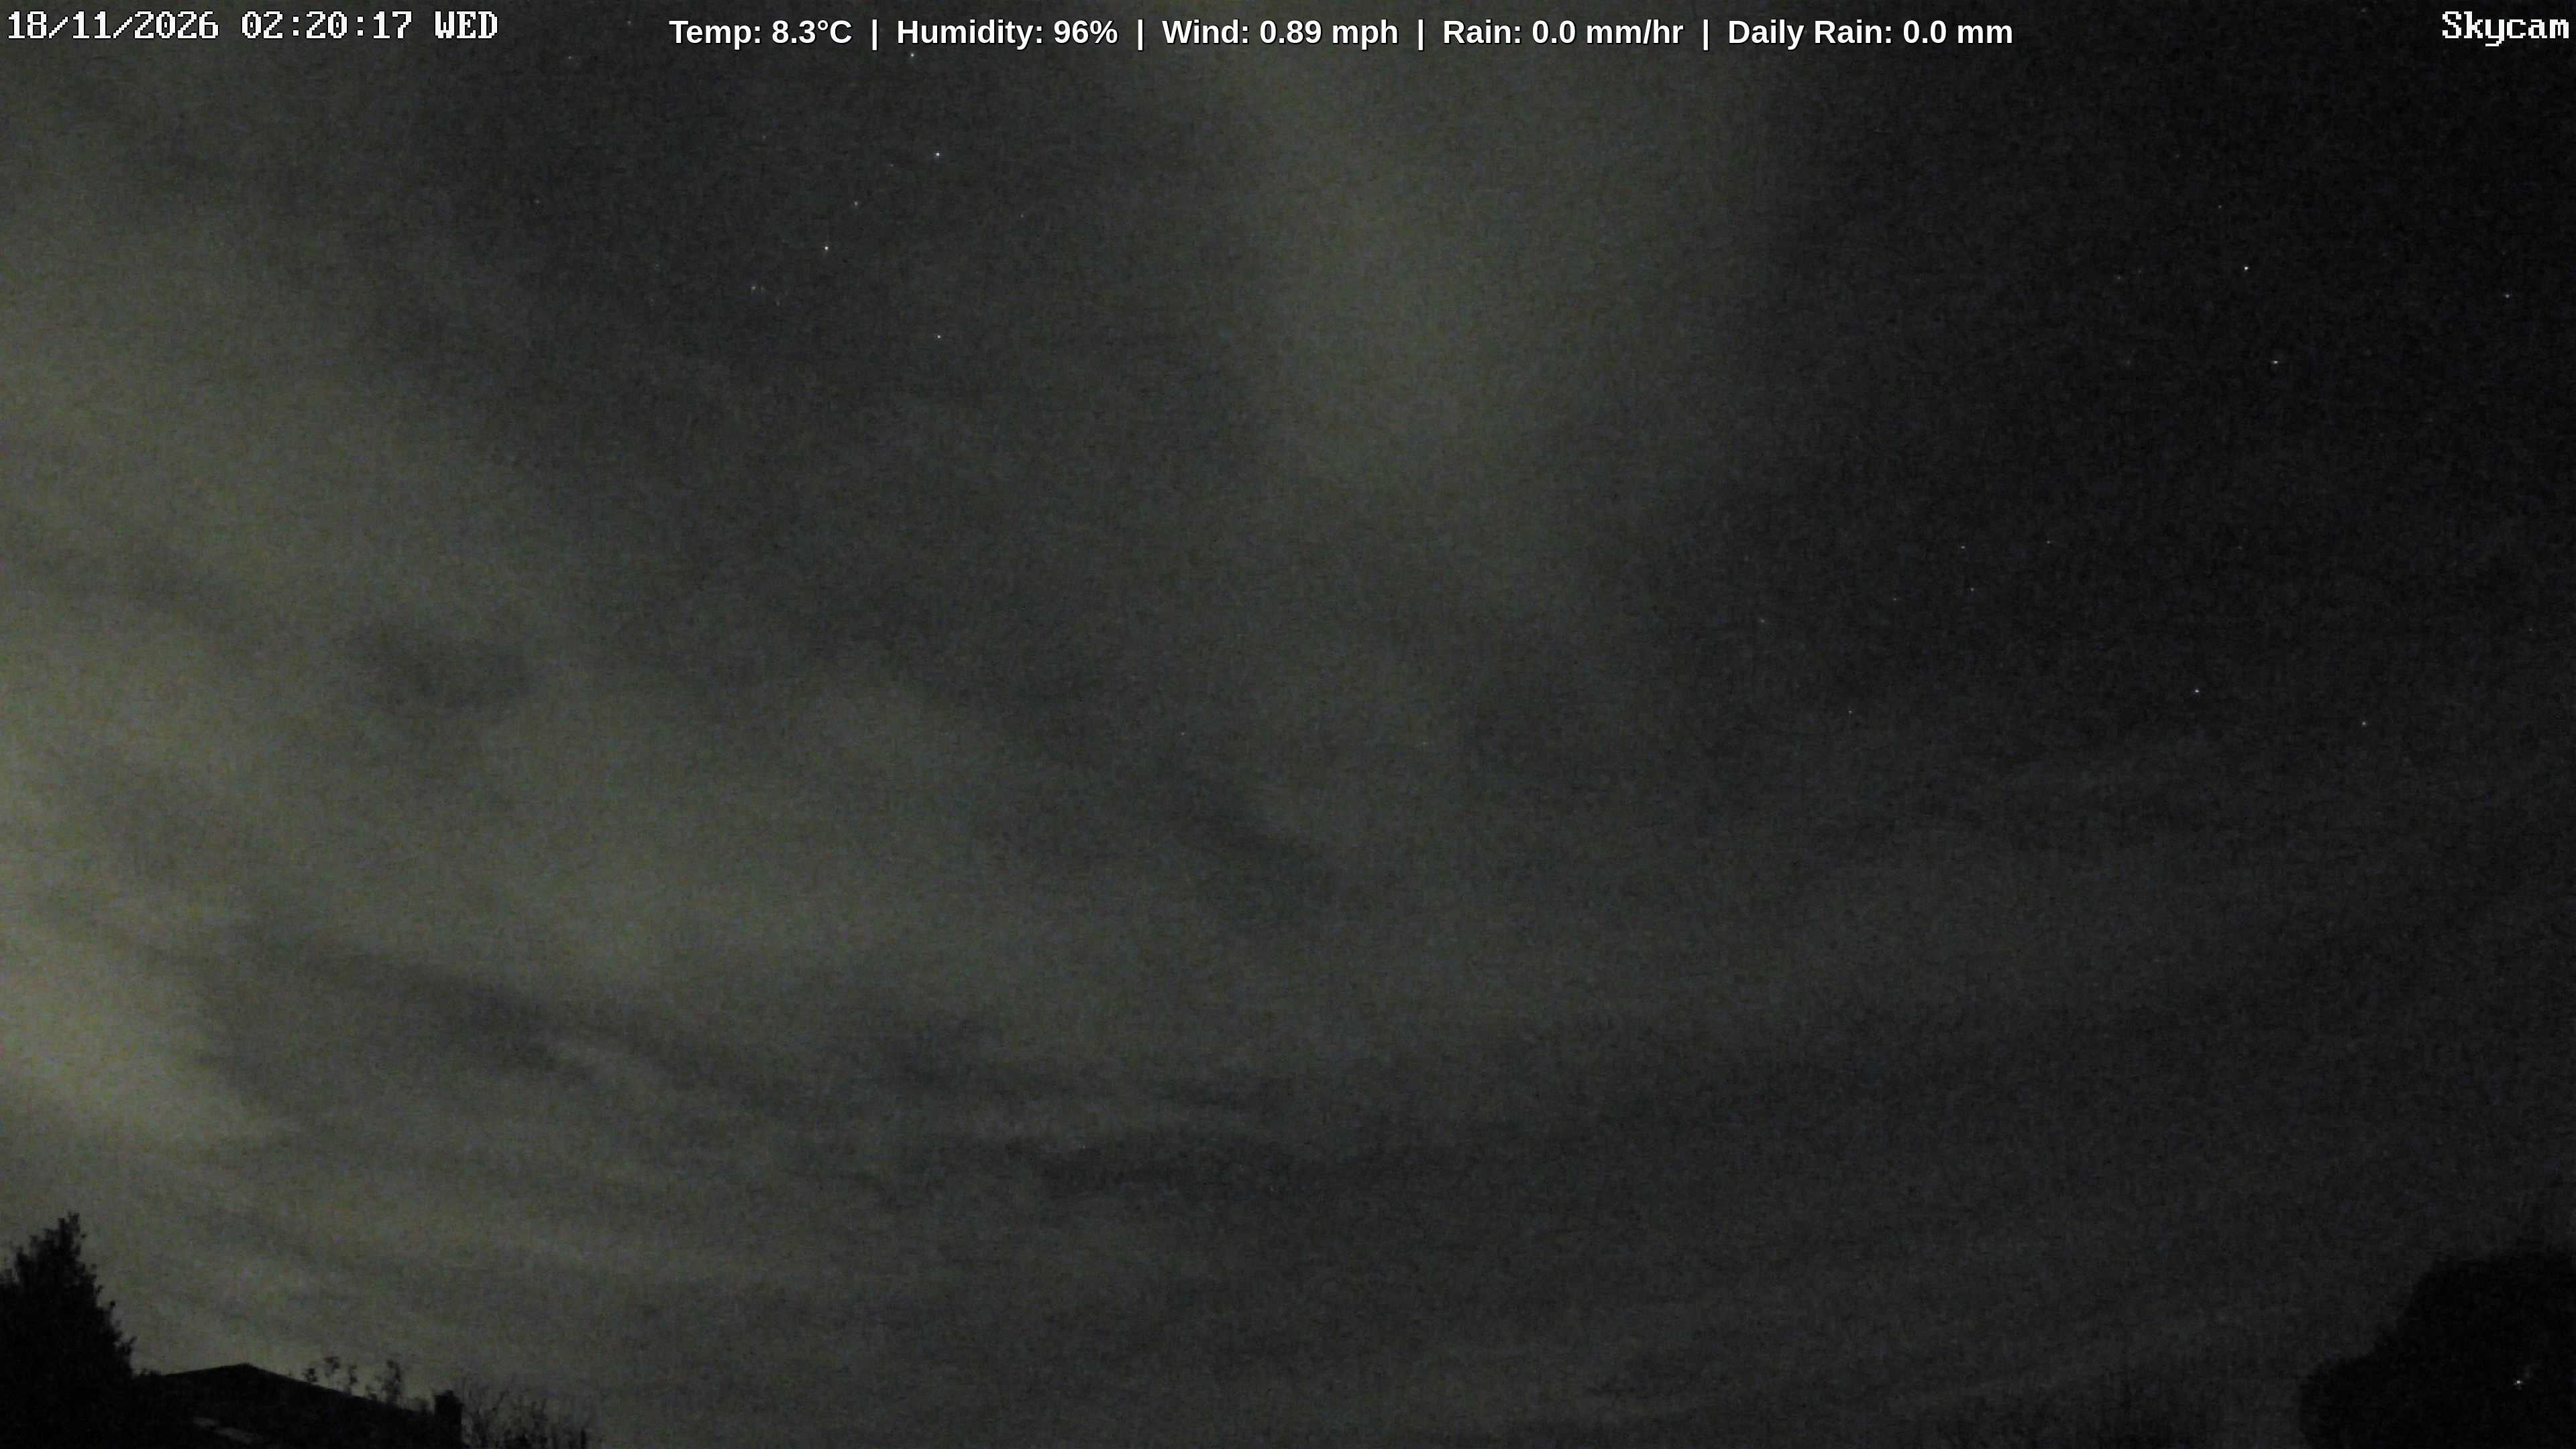 18/11/2026 02:20:17 WED
Temp: 8.3°C | Humidity: 96% | Wind: 0.89 mph | Rain: 0.0 mm/hr | Daily Rain: 0.0 mm
Skycam